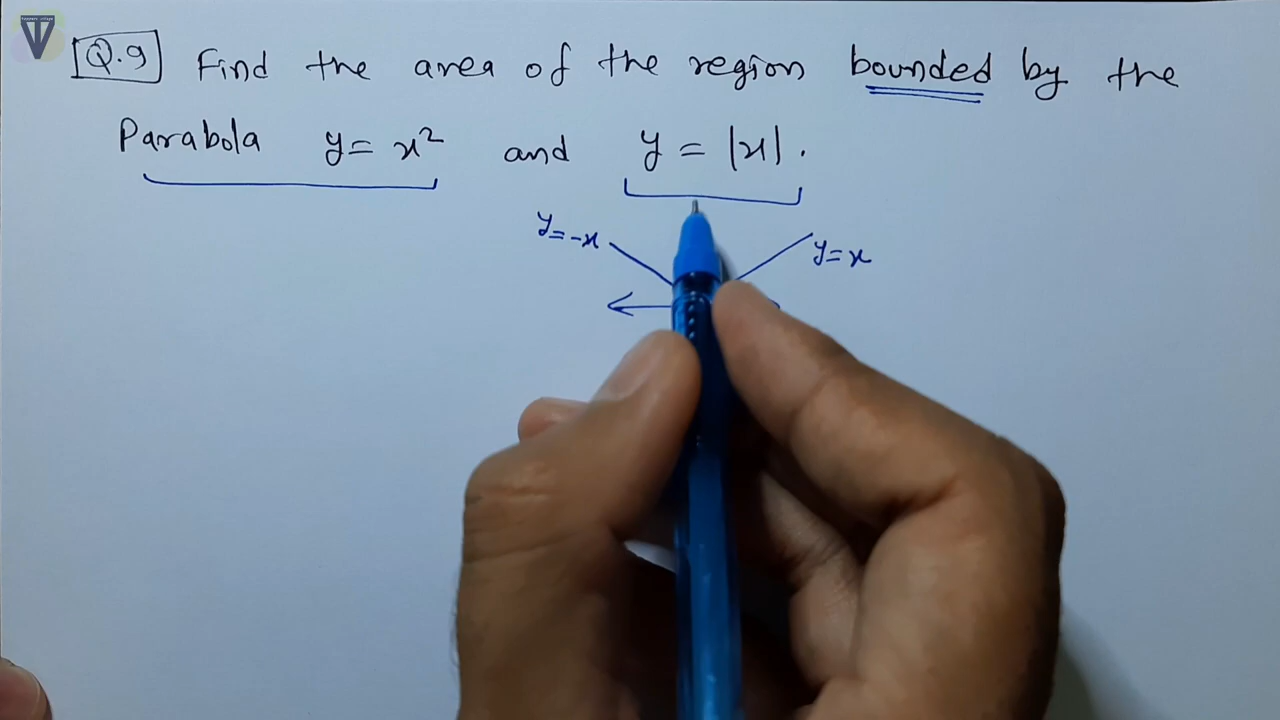 Q.9 Find the area of the region bounded by the
Parabola y = x² and y = |x|.
y=-x y=x